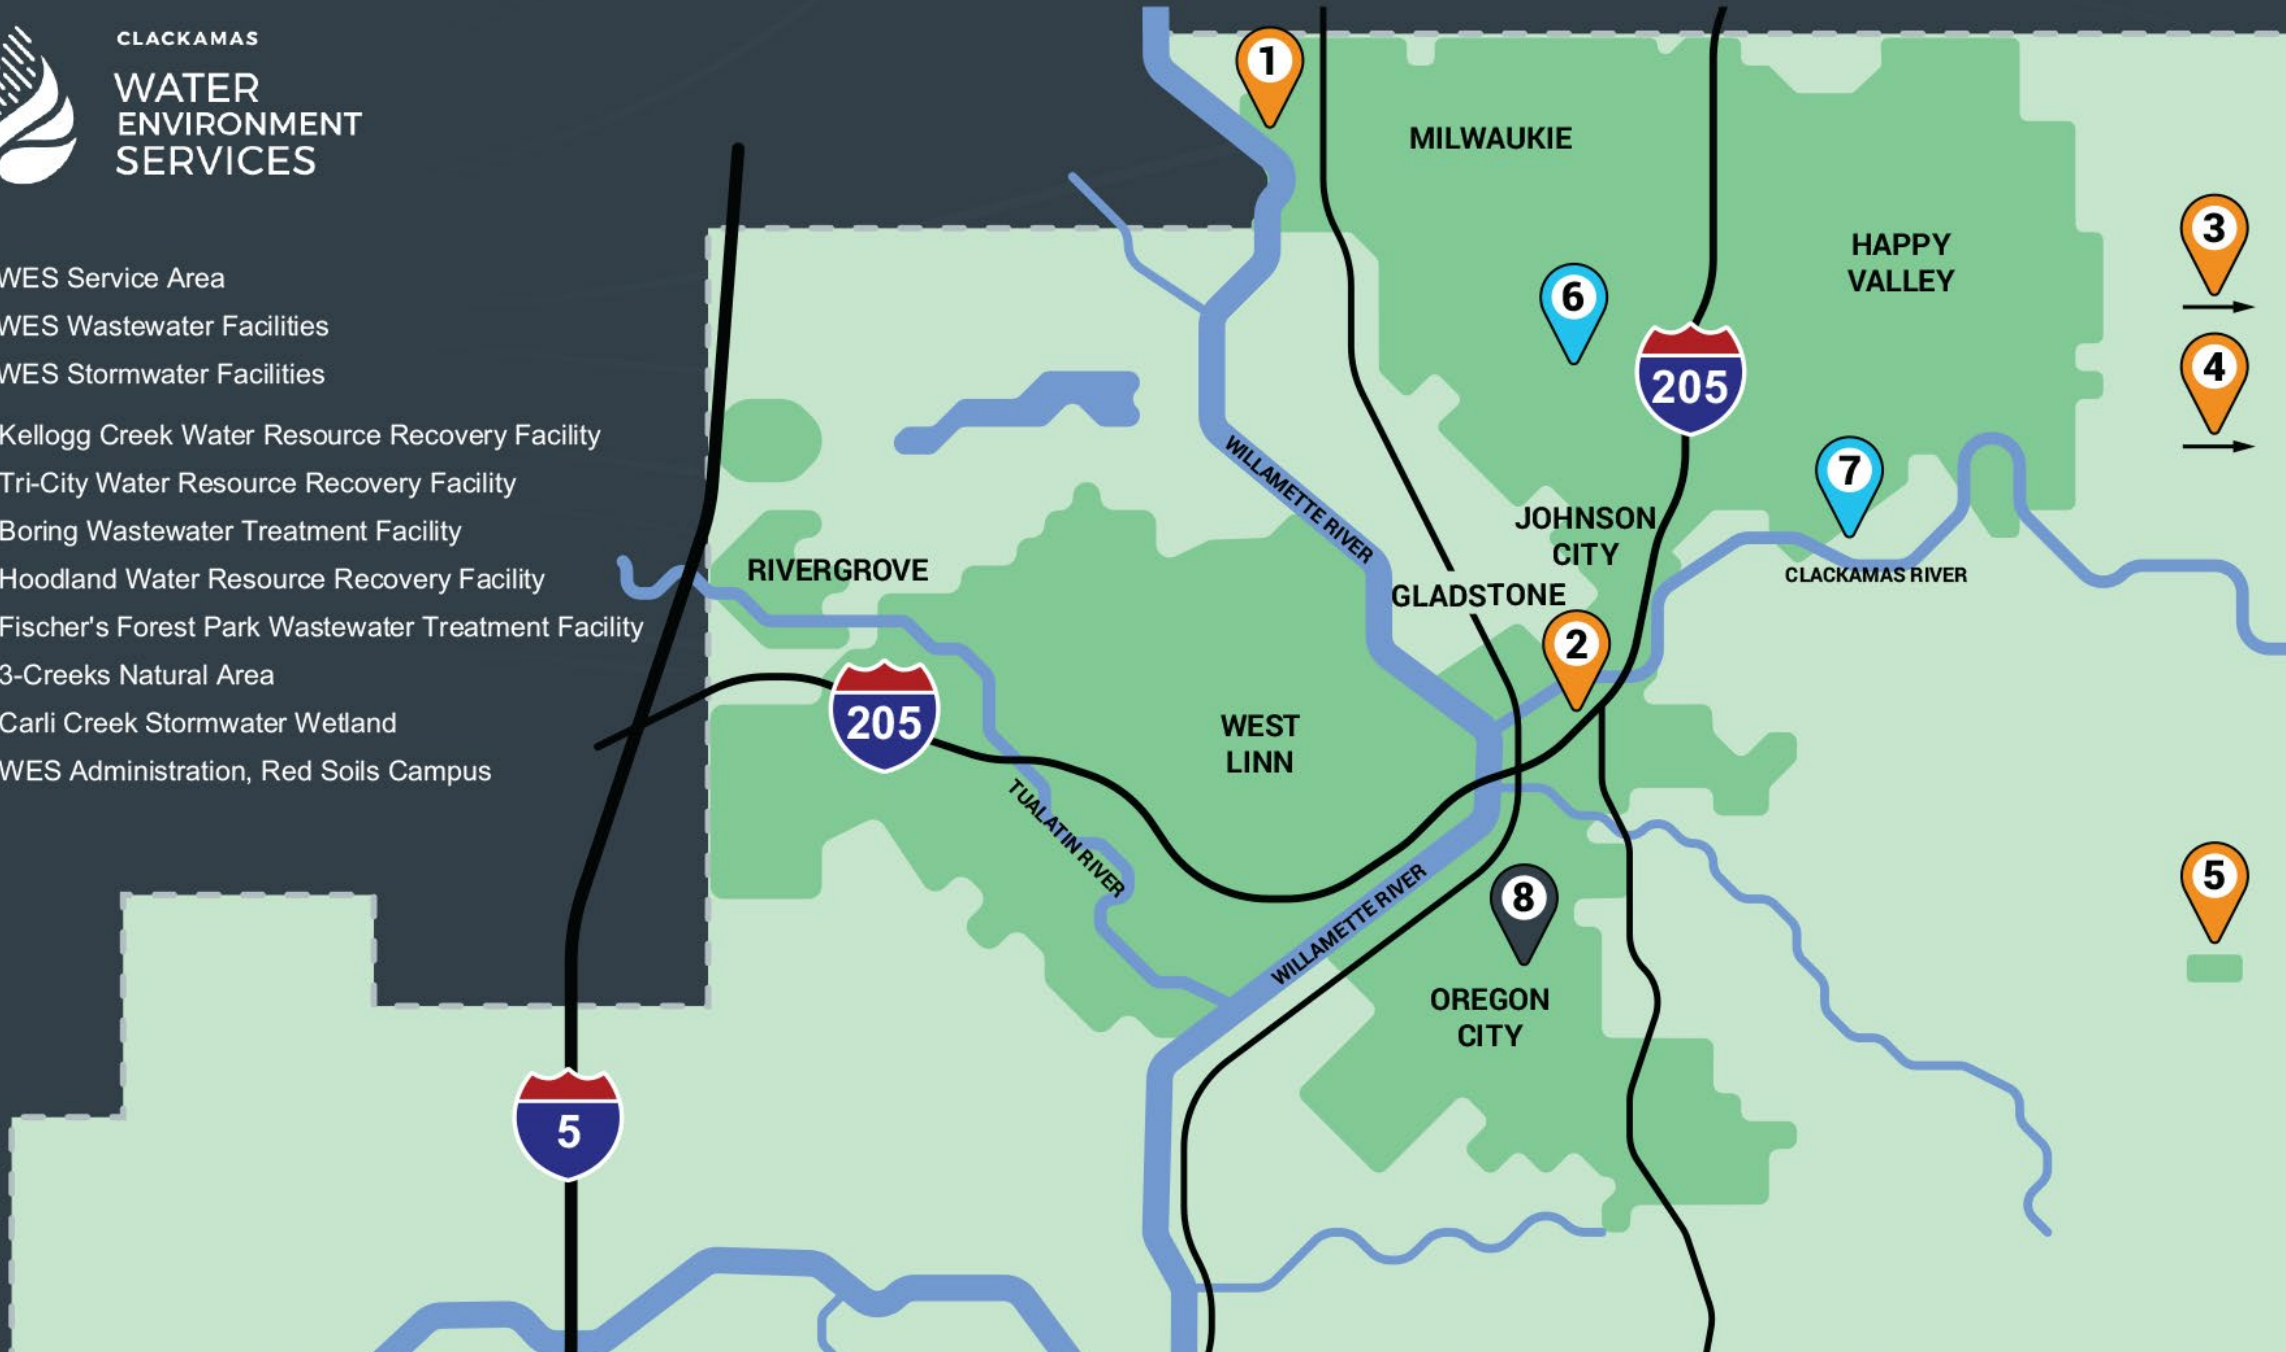 CLACKAMAS
WATER
ENVIRONMENT
SERVICES
WES Service Area
WES Wastewater Facilities
WES Stormwater Facilities
Kellogg Creek Water Resource Recovery Facility
Tri-City Water Resource Recovery Facility
Boring Wastewater Treatment Facility
Hoodland Water Resource Recovery Facility
Fischer's Forest Park Wastewater Treatment Facility
3-Creeks Natural Area
Carli Creek Stormwater Wetland
WES Administration, Red Soils Campus
1
MILWAUKIE
HAPPY
VALLEY
3
6
4
205
7
WILLAMETTE RIVER
JOHNSON
CITY
RIVERGROVE
GLADSTONE
CLACKAMAS RIVER
2
205
WEST
LINN
TUALATIN RIVER
WILLAMETTE RIVER
8
5
OREGON
CITY
5